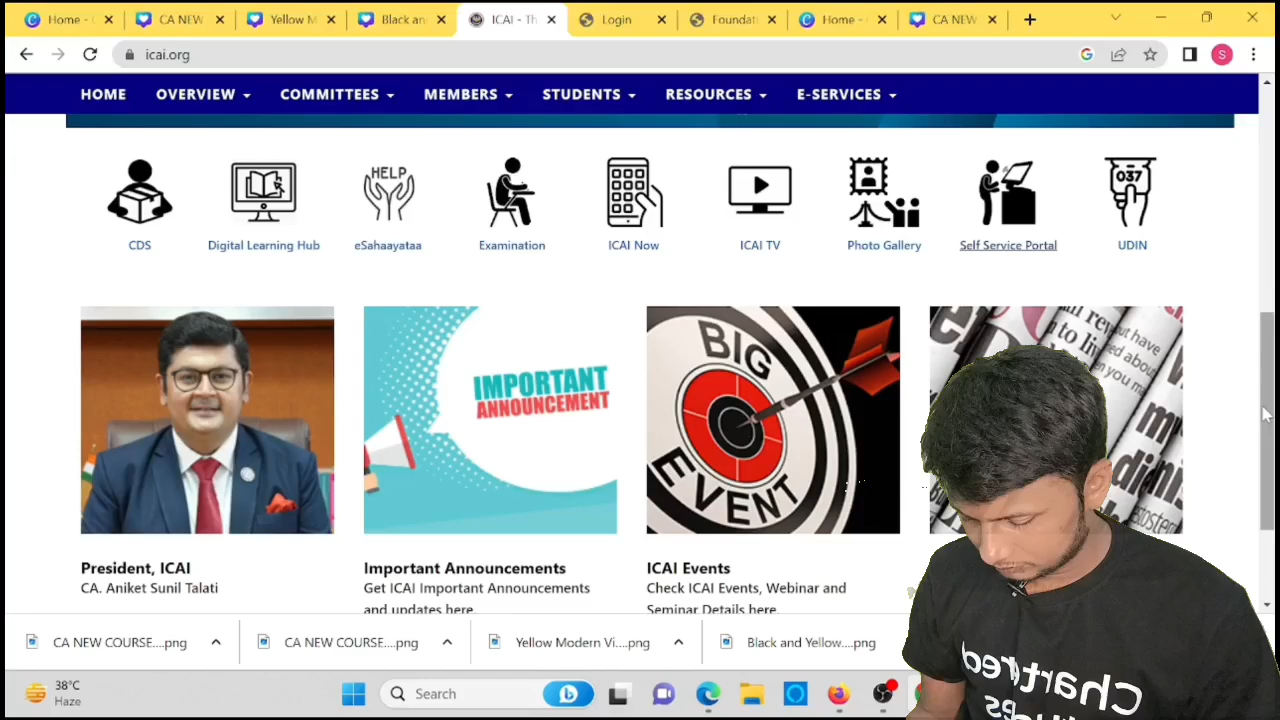 Home -
CA NEW
Yellow M
Black an
ICAI - Th
Login
Foundati
Home -
CA NEW
icai.org
S
HOME
OVERVIEW
COMMITTEES
MEMBERS
STUDENTS
RESOURCES
E-SERVICES
HELP
037
CDS
Digital Learning Hub
eSahaayataa
Examination
ICAI Now
ICAI TV
Photo Gallery
Self Service Portal
UDIN
IMPORTANT
ANNOUNCEMENT
BIG
EVENT
President, ICAI
CA. Aniket Sunil Talati
Important Announcements
Get ICAI Important Announcements
and updates here.
ICAI Events
Check ICAI Events, Webinar and
Seminar Details here.
CA NEW COURSE....png
CA NEW COURSE....png
Yellow Modern Vi....png
Black and Yellow....png
Chartered
38°C
Haze
Search